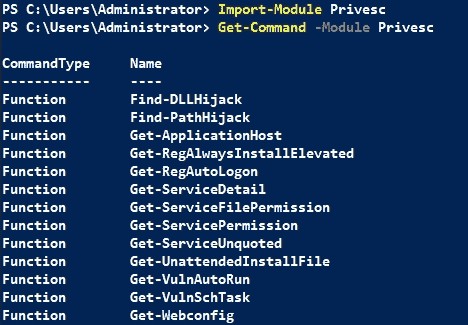 PS C:\Users\Administrator> Import-Module Privesc
PS C:\Users\Administrator> Get-Command -Module Privesc
CommandType     Name
-----------     ----
Function        Find-DLLHijack
Function        Find-PathHijack
Function        Get-ApplicationHost
Function        Get-RegAlwaysInstallElevated
Function        Get-RegAutoLogon
Function        Get-ServiceDetail
Function        Get-ServiceFilePermission
Function        Get-ServicePermission
Function        Get-ServiceUnquoted
Function        Get-UnattendedInstallFile
Function        Get-VulnAutoRun
Function        Get-VulnSchTask
Function        Get-Webconfig